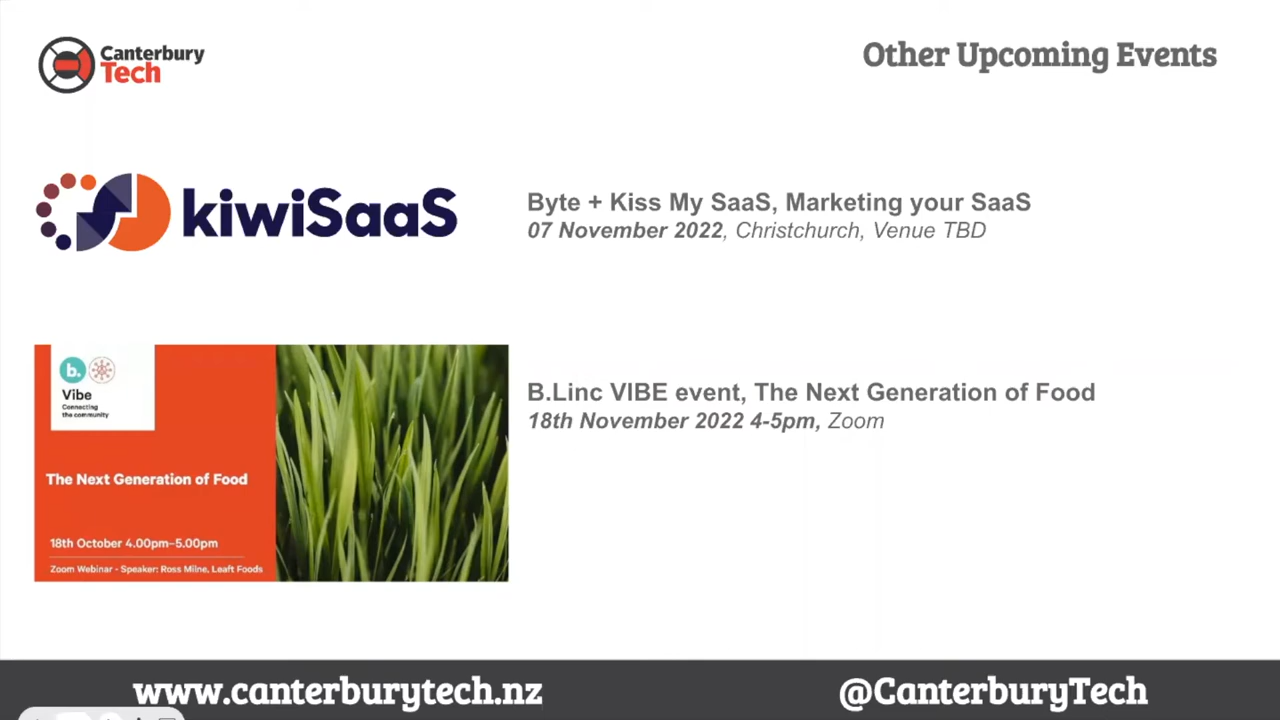 Canterbury
Tech
Other Upcoming Events
kiwiSaaS
Byte + Kiss My SaaS, Marketing your SaaS
07 November 2022, Christchurch, Venue TBD
b.
Vibe
Connecting
the community
The Next Generation of Food
18th October 4.00pm–5.00pm
Zoom Webinar - Speaker: Ross Milne, Leaft Foods
B.Linc VIBE event, The Next Generation of Food
18th November 2022 4-5pm, Zoom
www.canterburytech.nz
@CanterburyTech